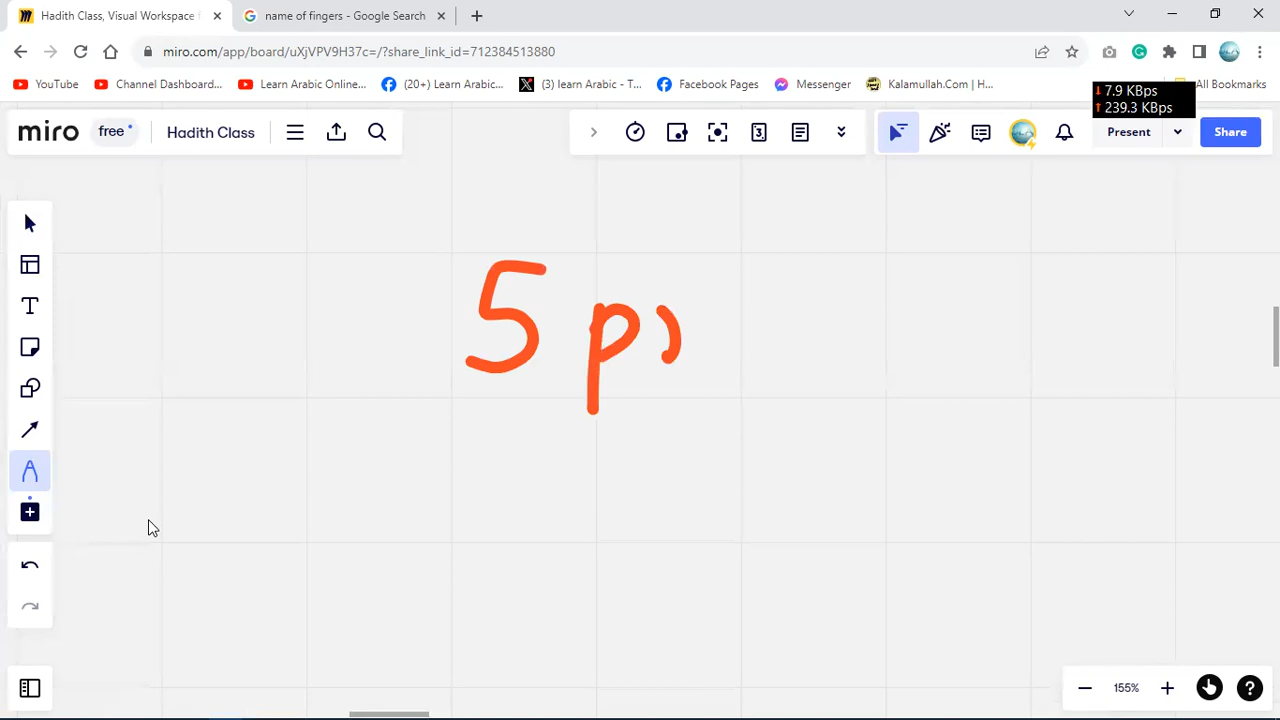 Hadith Class, Visual Workspace f
name of fingers - Google Search
miro.com/app/board/uXjVPV9H37c=/?share_link_id=712384513880
YouTube
Channel Dashboard...
Learn Arabic Online...
(20+) Learn Arabic...
(3) learn Arabic - T...
Facebook Pages
Messenger
Kalamullah.Com | H...
All Bookmarks
↓ 7.9 KBps
↑ 239.3 KBps
miro free Hadith Class 3 Present Share
5 p
155% ?